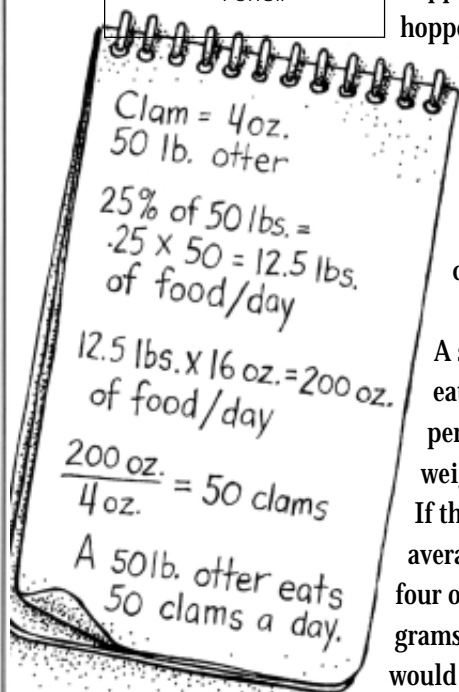 hoppe
Clam = 4oz.
50 lb. otter
25% of 50 lbs. =
.25 X 50 = 12.5 lbs.
of food/day
12.5 lbs. X 16 oz. = 200 oz.
of food/day
200 oz.
4 oz.
= 50 clams
A 50lb. otter eats
50 clams a day.
A s
eat
per
wei
If th
avera
four o
grams
would